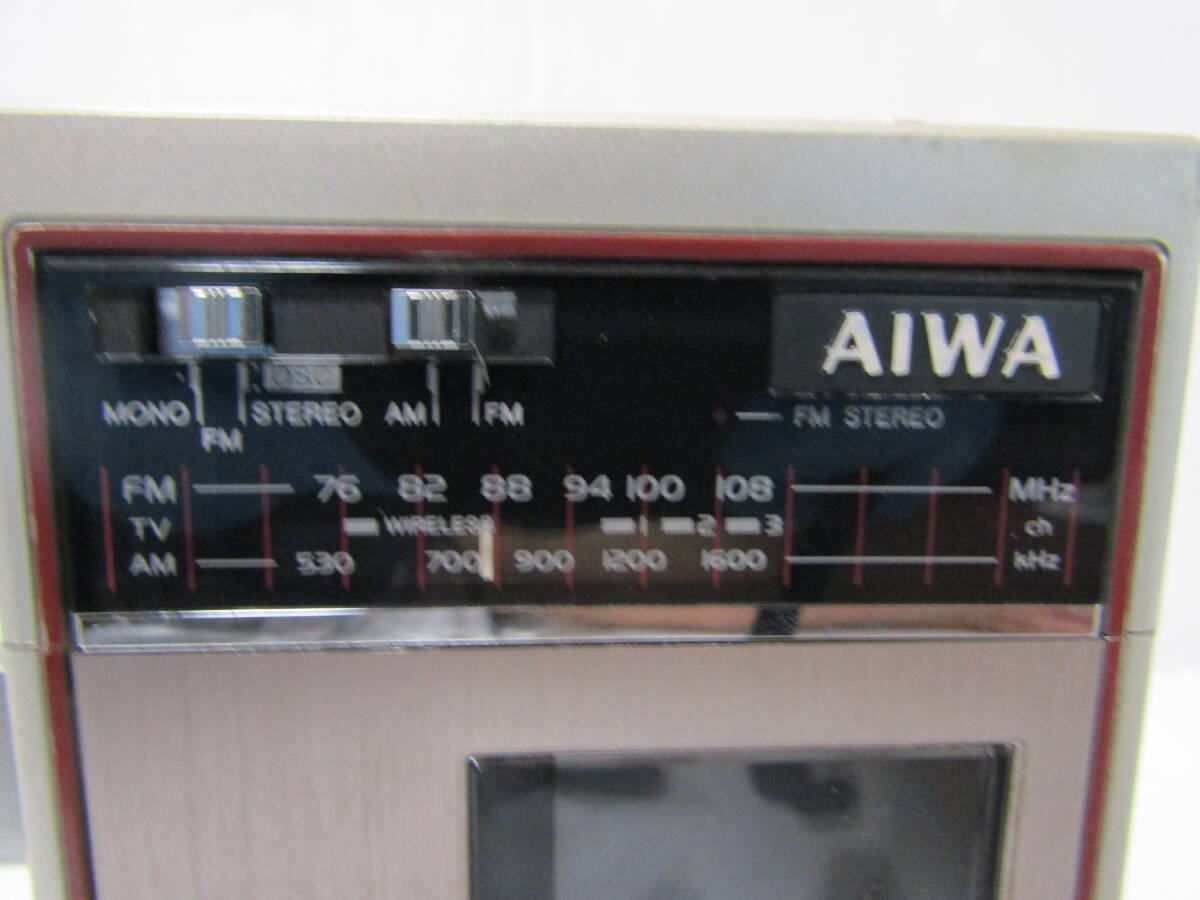 AIWA
OSC
MONO STEREO AM FM
FM
FM STEREO
FM 76 82 88 94 100 108 MHz
TV WIRELESS 1 2 3 ch
AM 530 700 900 1200 1600 kHz